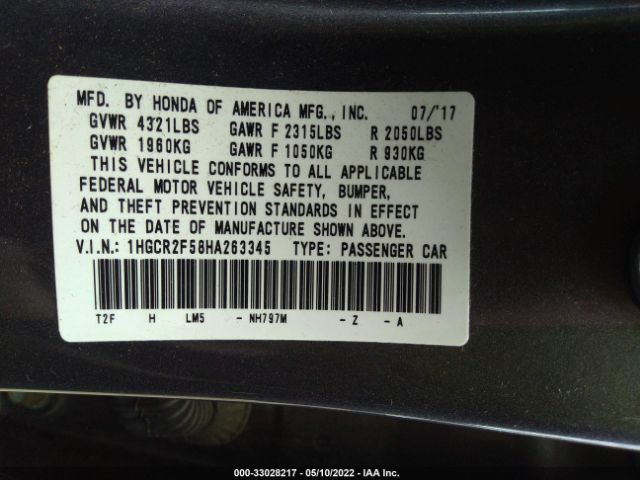 MFD. BY HONDA OF AMERICA MFG., INC. 07/'17
GVWR 4321LBS GAWR F 2315LBS R 2050LBS
GVWR 1960KG GAWR F 1050KG R 930KG
THIS VEHICLE CONFORMS TO ALL APPLICABLE
FEDERAL MOTOR VEHICLE SAFETY, BUMPER,
AND THEFT PREVENTION STANDARDS IN EFFECT
ON THE DATE OF MANUFACTURE SHOWN ABOVE.
V.I.N.: 1HGCR2F58HA263345 TYPE: PASSENGER CAR
T2F H LM5 - NH797M - Z - A
000-33028217 - 05/10/2022 - IAA Inc.